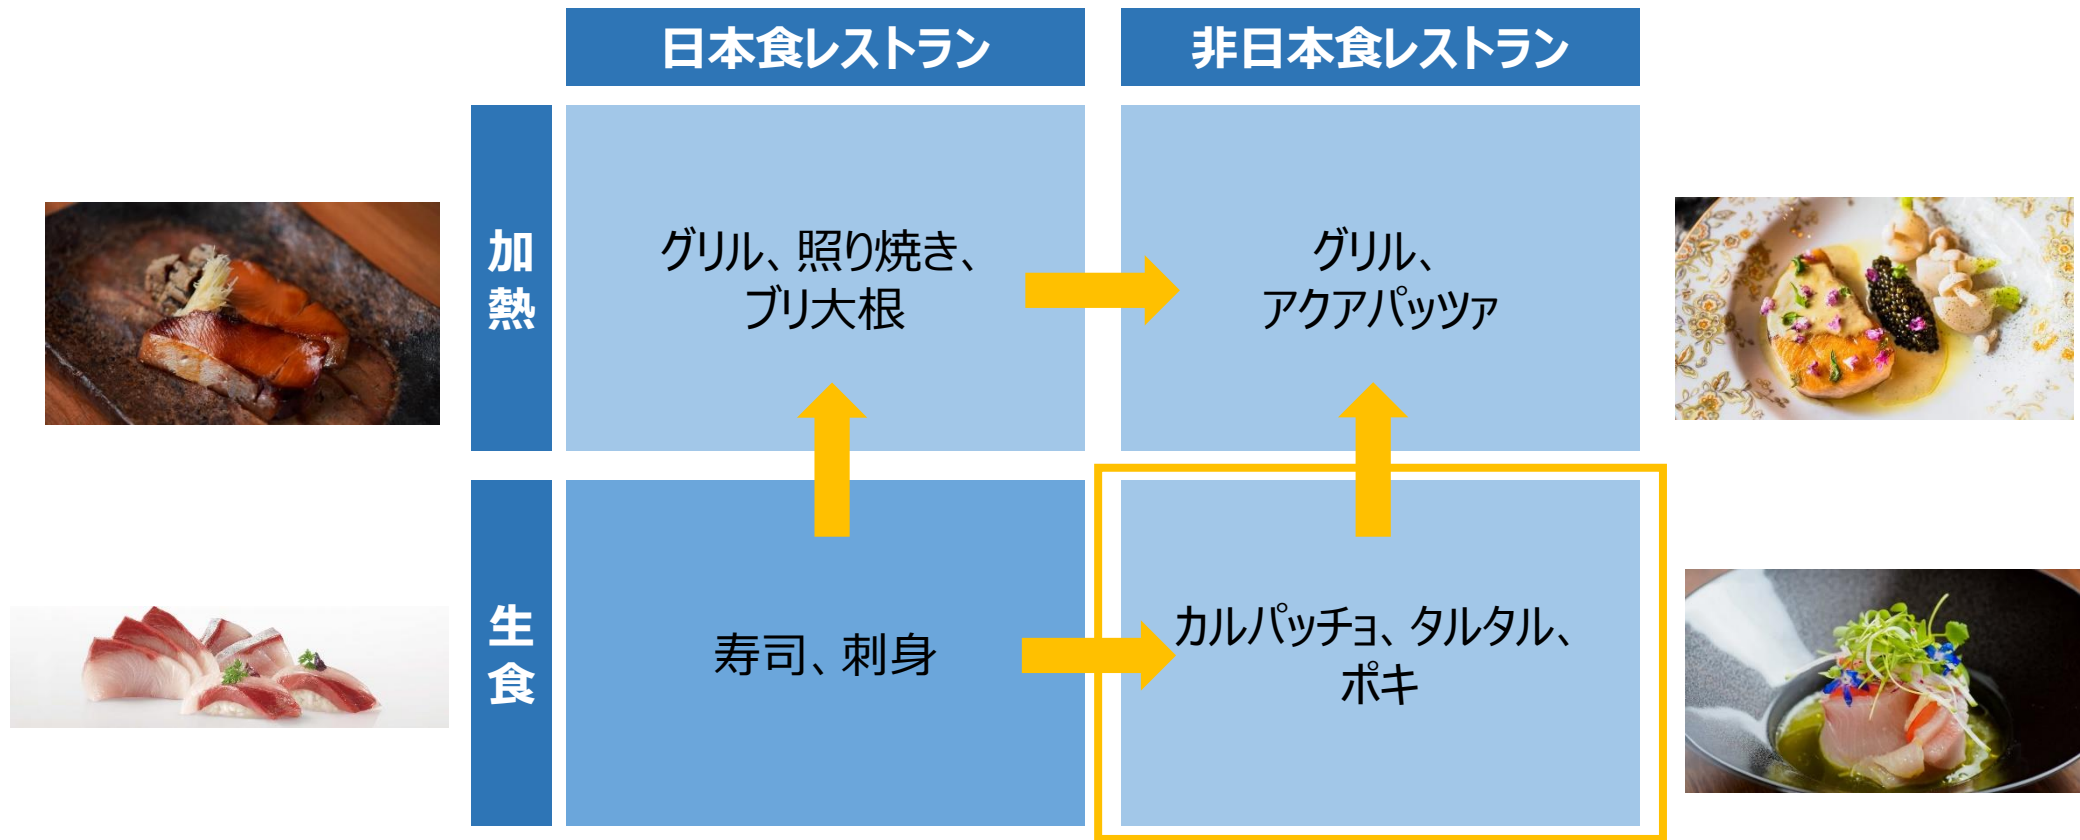 日本食レストラン
非日本食レストラン
加熱
グリル、照り焼き、
ブリ大根
グリル、
アクアパッツァ
生食
寿司、刺身
カルパッチョ、タルタル、
ポキ